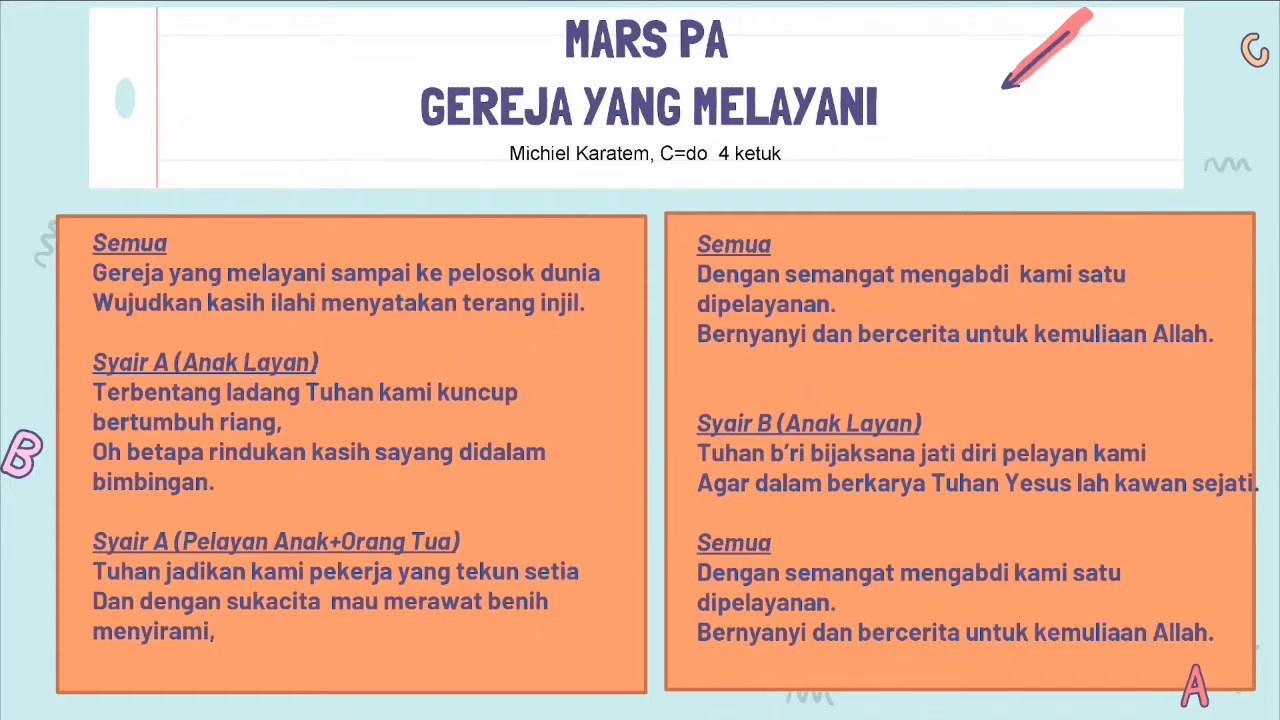 MARS PA
GEREJA YANG MELAYANI
Michiel Karatem, C=do 4 ketuk
Semua
Gereja yang melayani sampai ke pelosok dunia
Wujudkan kasih ilahi menyatakan terang injil.
Syair A (Anak Layan)
Terbentang ladang Tuhan kami kuncup
bertumbuh riang,
Oh betapa rindukan kasih sayang didalam
bimbingan.
Syair A (Pelayan Anak+Orang Tua)
Tuhan jadikan kami pekerja yang tekun setia
Dan dengan sukacita mau merawat benih
menyirami,
Semua
Dengan semangat mengabdi kami satu
dipelayanan.
Bernyanyi dan bercerita untuk kemuliaan Allah.
Syair B (Anak Layan)
Tuhan b'ri bijaksana jati diri pelayan kami
Agar dalam berkarya Tuhan Yesus lah kawan sejati.
Semua
Dengan semangat mengabdi kami satu
dipelayanan.
Bernyanyi dan bercerita untuk kemuliaan Allah.
C
B
A